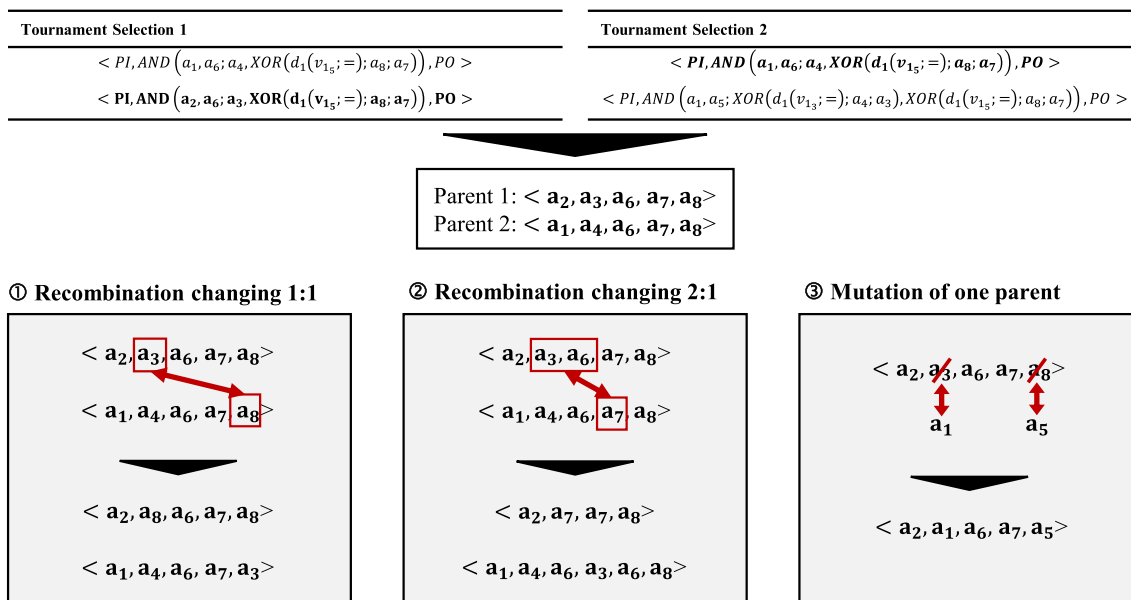 Tournament Selection 1
< PI, AND (a₁, a₆; a₄, XOR(d₁(v₁₅; =); a₈; a₇)), PO >
< PI, AND (a₂, a₆; a₃, XOR(d₁(v₁₅; =); a₈; a₇)), PO >
Tournament Selection 2
< PI, AND (a₁, a₆; a₄, XOR(d₁(v₁₅; =); a₈; a₇)), PO >
< PI, AND (a₁, a₅; XOR(d₁(v₁₃; =); a₄; a₃), XOR(d₁(v₁₅; =); a₈; a₇)), PO >
Parent 1: < a₂, a₃, a₆, a₇, a₈>
Parent 2: < a₁, a₄, a₆, a₇, a₈>
① Recombination changing 1:1
< a₂, a₃, a₆, a₇, a₈>
< a₁, a₄, a₆, a₇, a₈>
< a₂, a₈, a₆, a₇, a₈>
< a₁, a₄, a₆, a₇, a₃>
② Recombination changing 2:1
< a₂, a₃, a₆, a₇, a₈>
< a₁, a₄, a₆, a₇, a₈>
< a₂, a₇, a₇, a₈>
< a₁, a₄, a₆, a₃, a₆, a₈>
③ Mutation of one parent
< a₂, a₃, a₆, a₇, a₈>
a₁ a₅
< a₂, a₁, a₆, a₇, a₅>